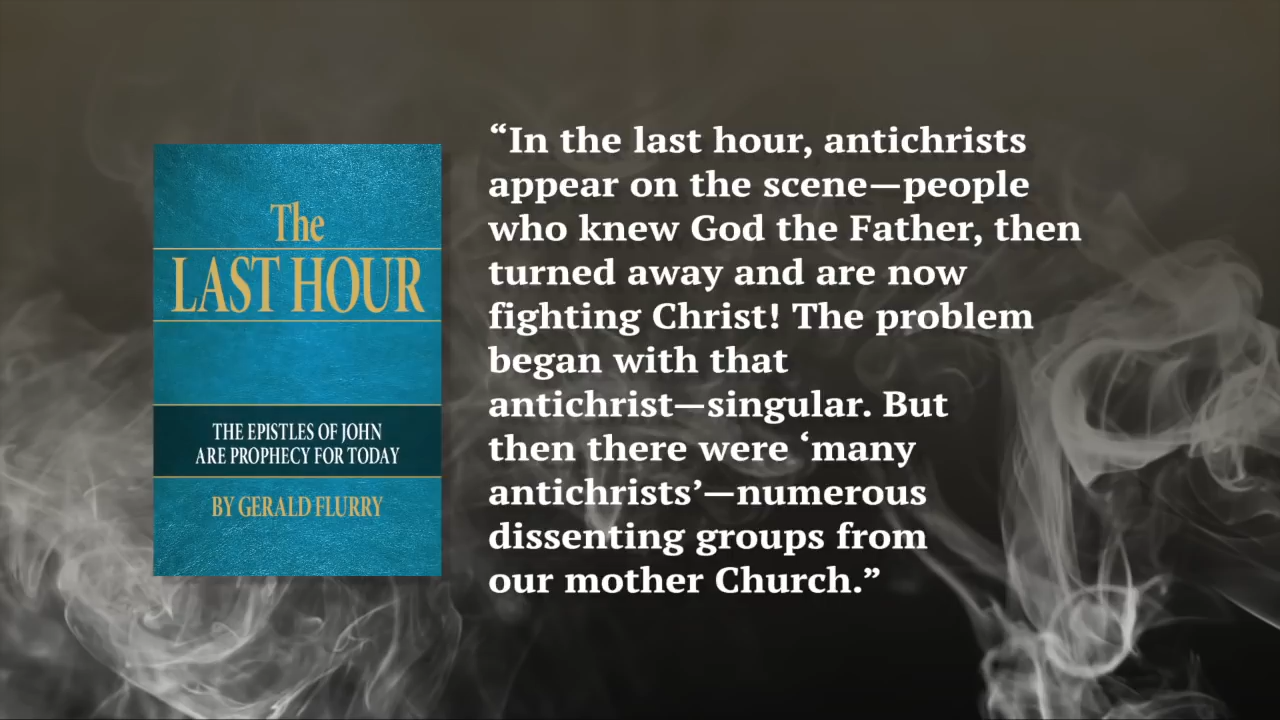 The
LAST HOUR
THE EPISTLES OF JOHN
ARE PROPHECY FOR TODAY
BY GERALD FLURRY
“In the last hour, antichrists
appear on the scene—people
who knew God the Father, then
turned away and are now
fighting Christ! The problem
began with that
antichrist—singular. But
then there were ‘many
antichrists’—numerous
dissenting groups from
our mother Church.”